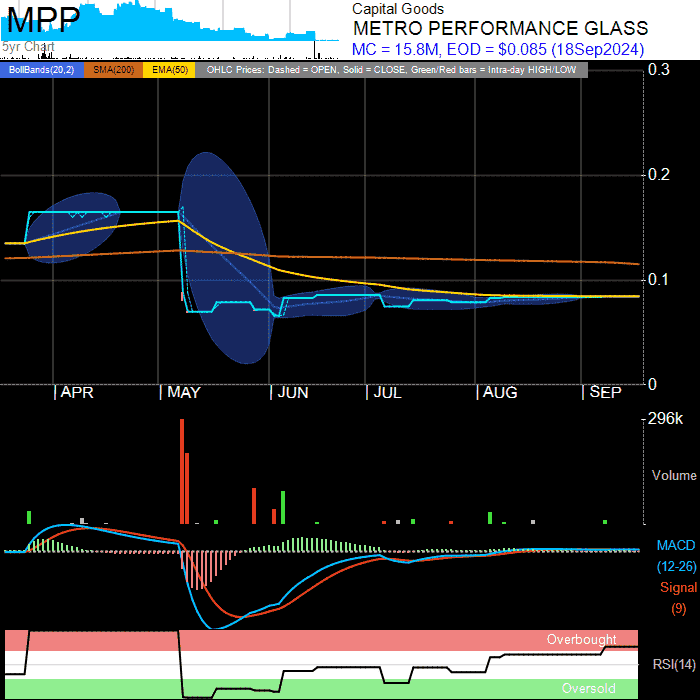 MPP
5yr Chart
Capital Goods
METRO PERFORMANCE GLASS
MC = 15.8M, EOD = $0.085 (18Sep2024)
BollBands(20,2) SMA(200) EMA(50) OHLC Prices: Dashed = OPEN, Solid = CLOSE, Green/Red bars = Intra-day HIGH/LOW
0.3
0.2
0.1
0
APR MAY JUN JUL AUG SEP
296k
Volume
MACD
(12-26)
Signal
(9)
Overbought
RSI(14)
Oversold